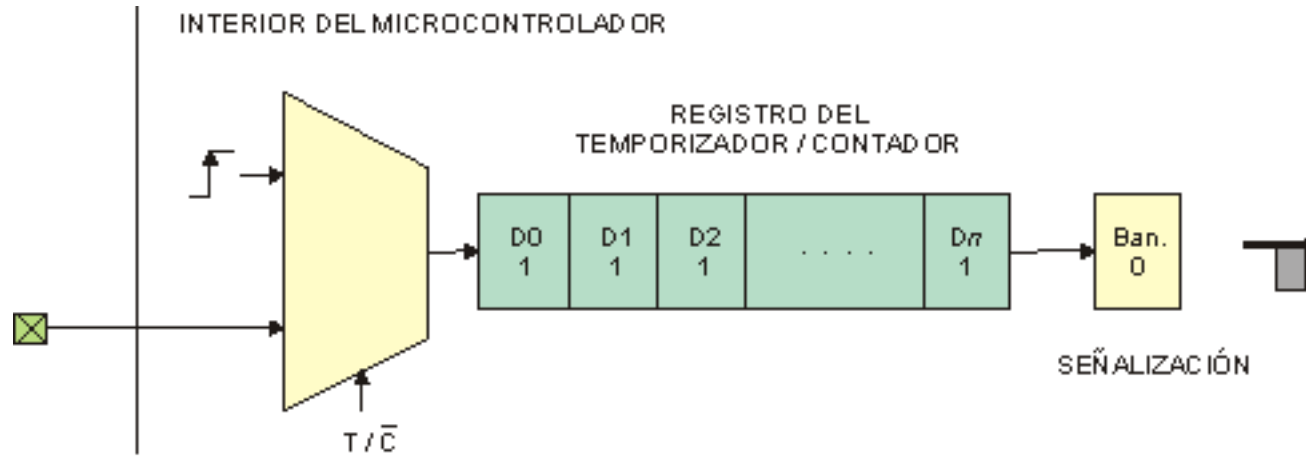 INTERIOR DEL MICROCONTROLADOR
REGISTRO DEL
TEMPORIZADOR / CONTADOR
D0 D1 D2 Dn Ban.
1 1 1 . . . . 1 0
SEÑALIZACIÓN
T / C̅